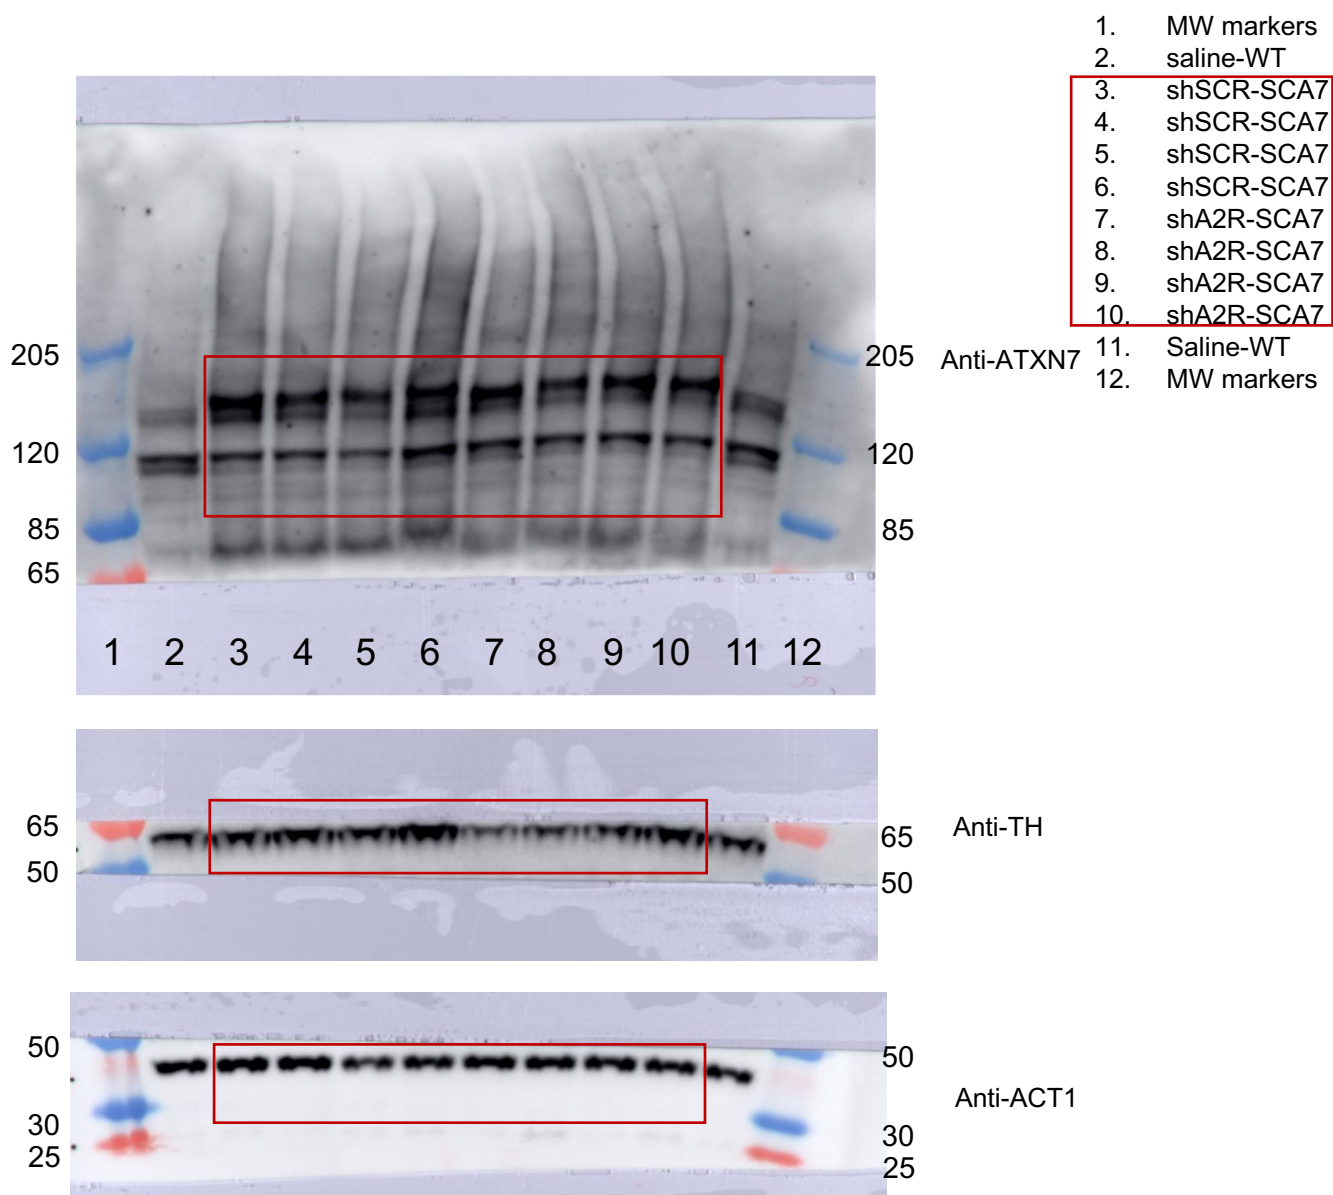 1. MW markers
2. saline-WT
3. shSCR-SCA7
4. shSCR-SCA7
5. shSCR-SCA7
6. shSCR-SCA7
7. shA2R-SCA7
8. shA2R-SCA7
9. shA2R-SCA7
10. shA2R-SCA7
11. Saline-WT
12. MW markers
205 205 Anti-ATXN7
120 120
85 85
65
1 2 3 4 5 6 7 8 9 10 11 12
65 65 Anti-TH
50 50
50 50
Anti-ACT1
30 30
25 25